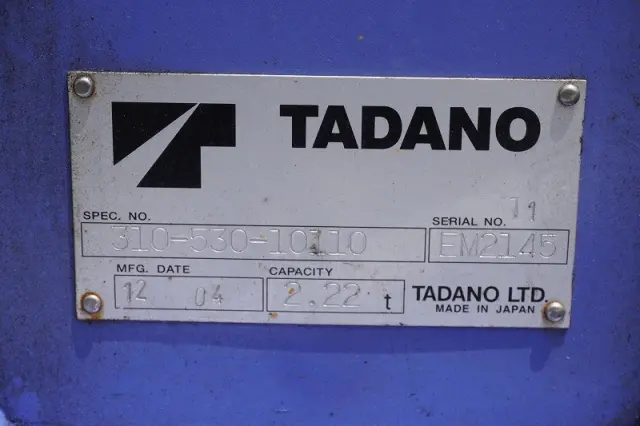 TADANO
11
SPEC. NO. SERIAL NO.
310-530-10110 EM2145
MFG. DATE CAPACITY
12 04 2.22 t TADANO LTD.
MADE IN JAPAN